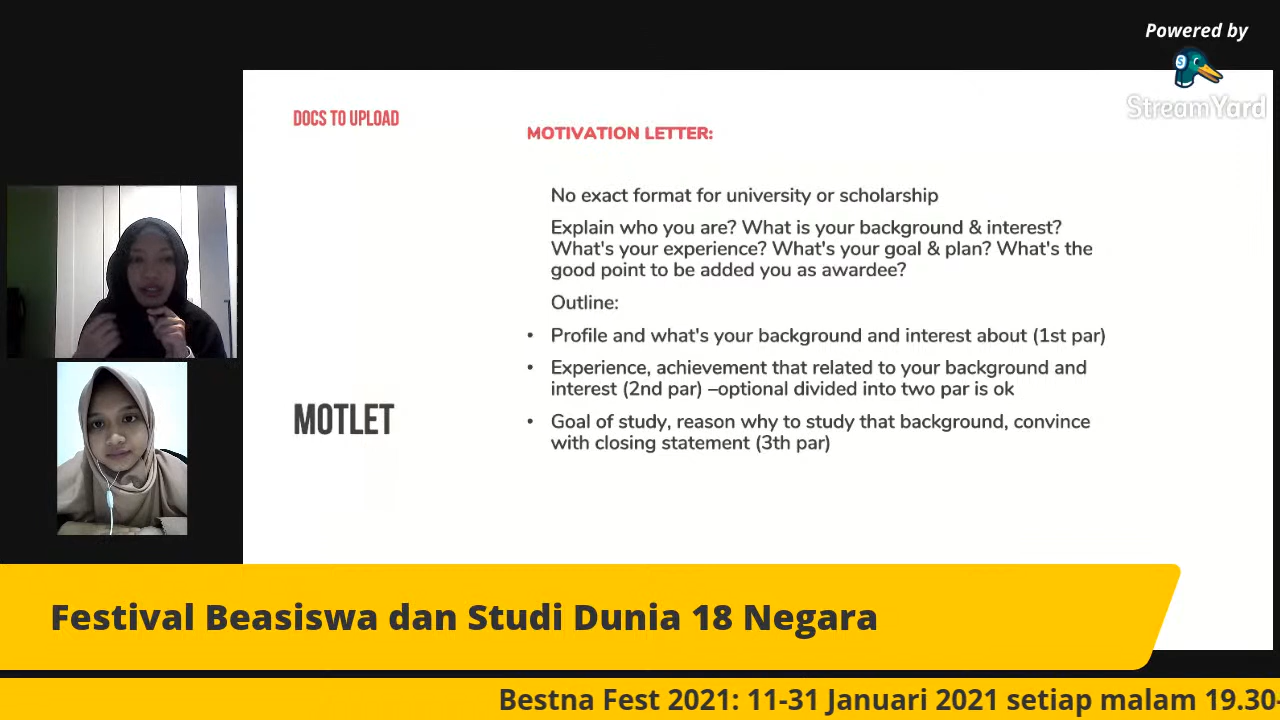 Powered by
StreamYard
DOCS TO UPLOAD
MOTIVATION LETTER:
No exact format for university or scholarship
Explain who you are? What is your background & interest?
What's your experience? What's your goal & plan? What's the
good point to be added you as awardee?
Outline:
• Profile and what's your background and interest about (1st par)
• Experience, achievement that related to your background and
interest (2nd par) –optional divided into two par is ok
• Goal of study, reason why to study that background, convince
with closing statement (3th par)
MOTLET
Festival Beasiswa dan Studi Dunia 18 Negara
Bestna Fest 2021: 11-31 Januari 2021 setiap malam 19.30-